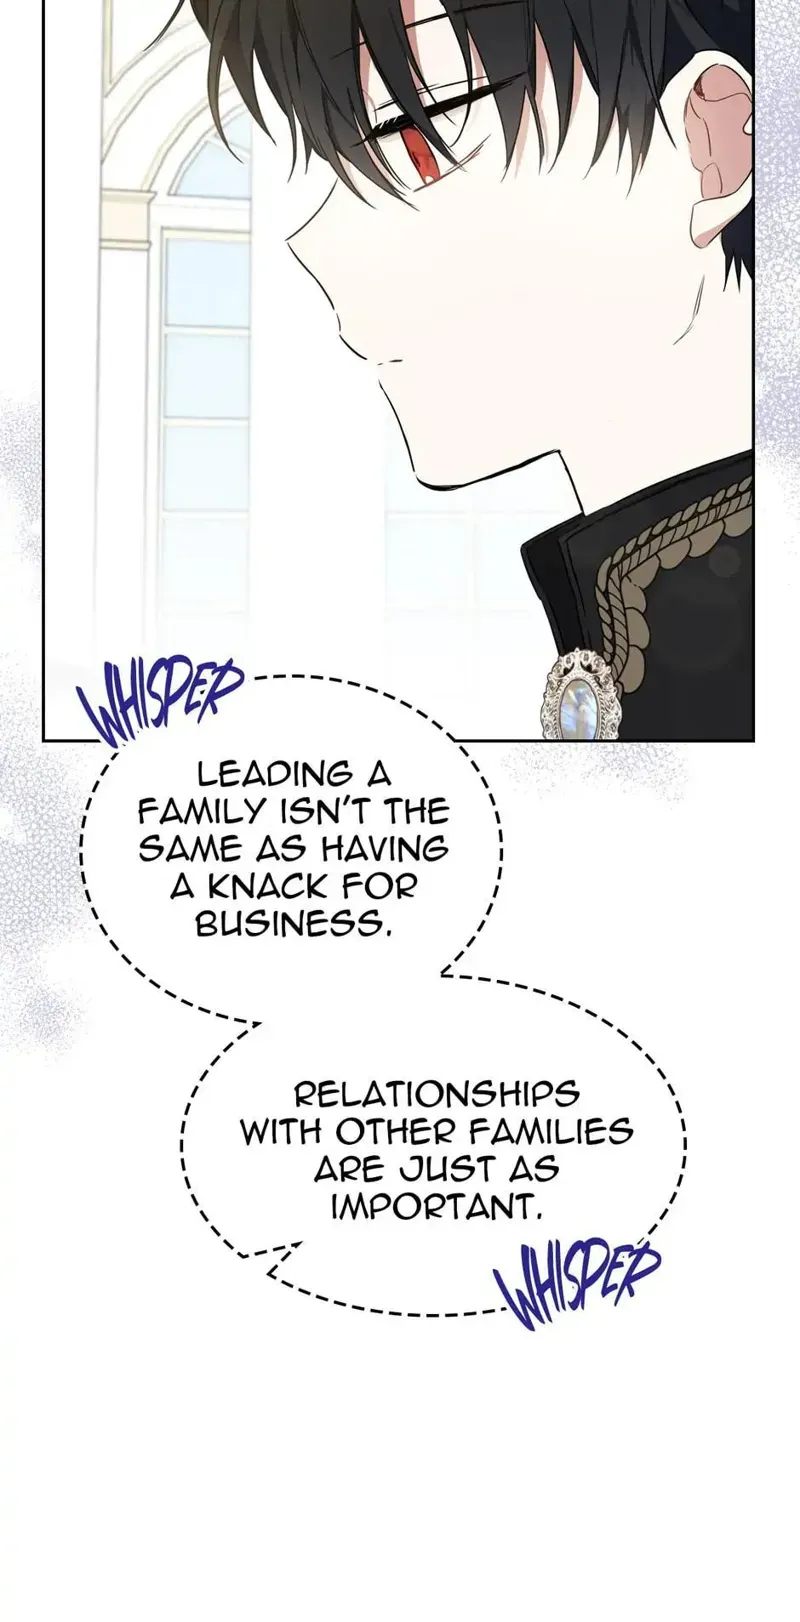 WHISPER
LEADING A
FAMILY ISN'T THE
SAME AS HAVING
A KNACK FOR
BUSINESS.
RELATIONSHIPS
WITH OTHER FAMILIES
ARE JUST AS
IMPORTANT.
WHISPER